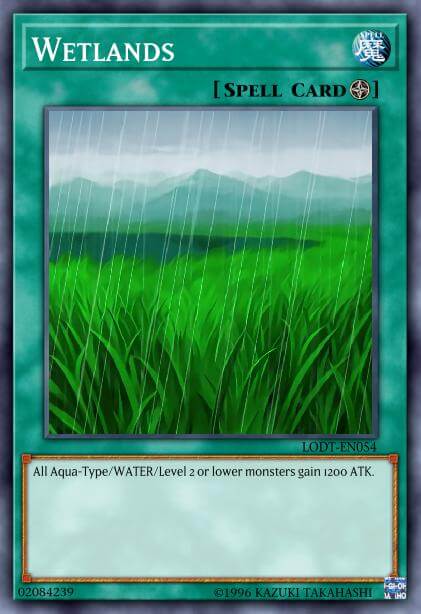 WETLANDS
SPELL
魔
[SPELL CARD]
LODT-EN054
All Aqua-Type/WATER/Level 2 or lower monsters gain 1200 ATK.
02084239 ©1996 KAZUKI TAKAHASHI